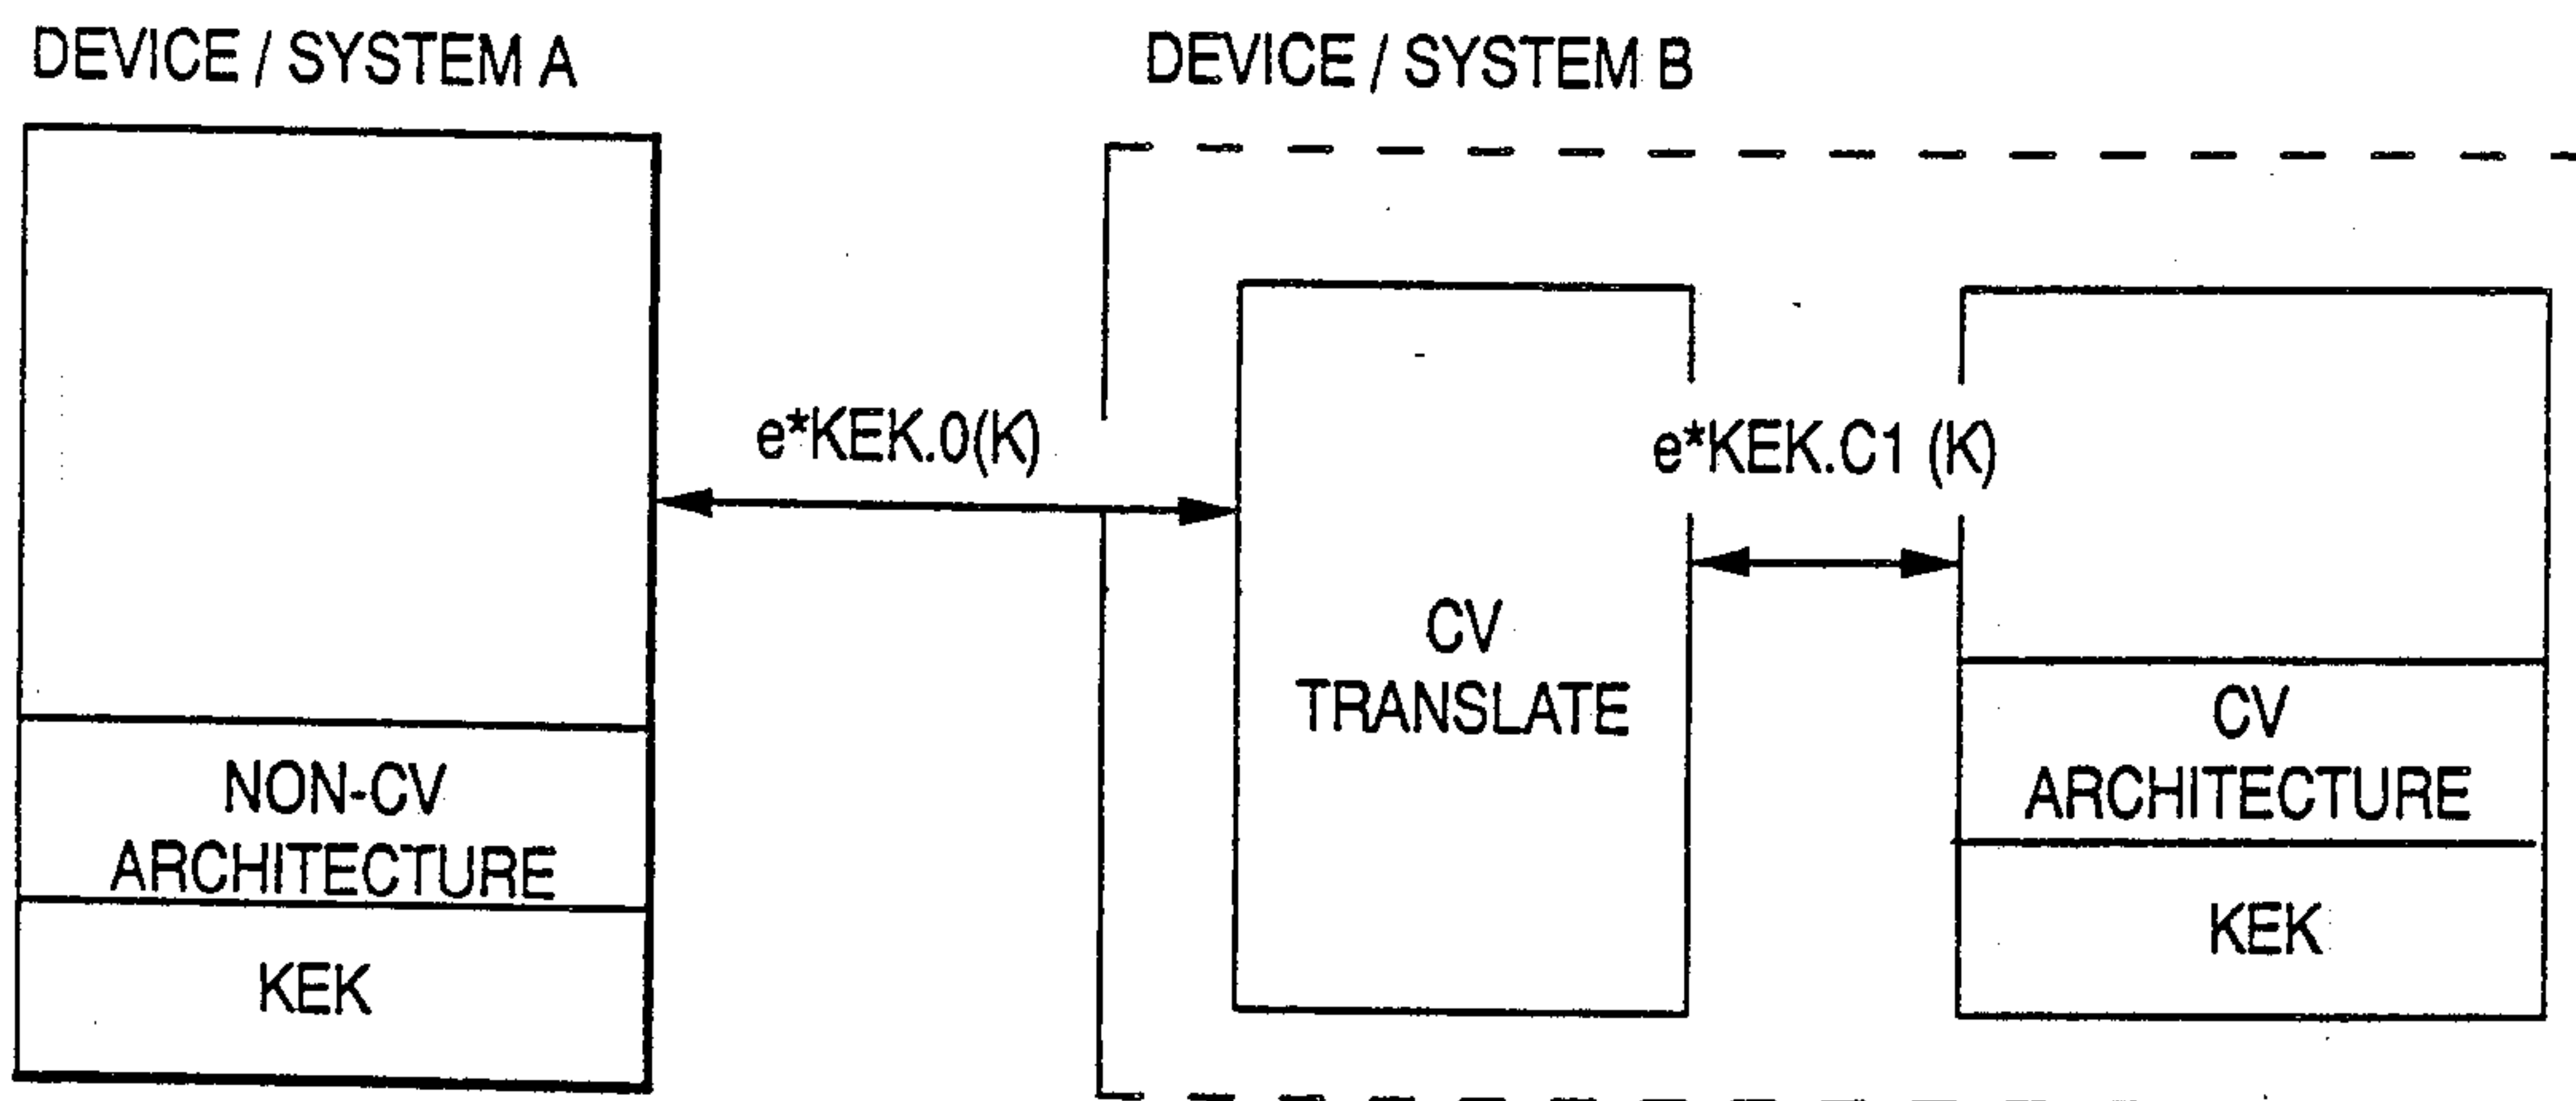 DEVICE / SYSTEM A
DEVICE / SYSTEM B
e*KEK.0(K)
e*KEK.C1 (K)
CV
TRANSLATE
NON-CV
ARCHITECTURE
KEK
CV
ARCHITECTURE
KEK